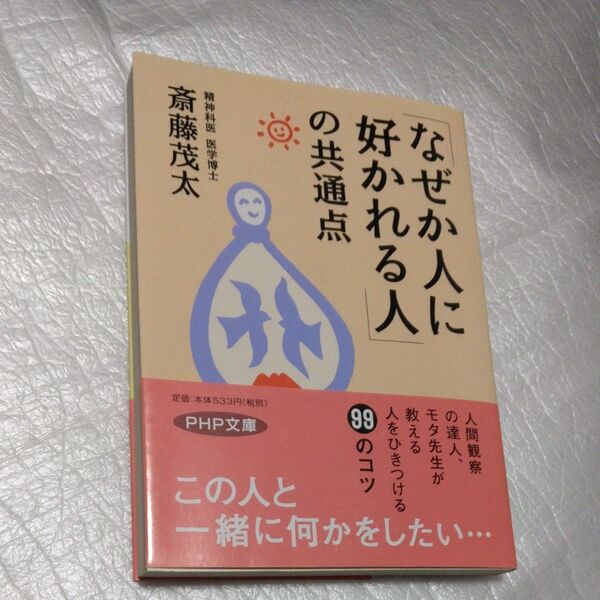 「なぜか人に
好かれる人」
の共通点
精神科医 医学博士
斎藤茂太
人間観察
の達人、
モタ先生が
教える
人をひきつける
99のコツ
定価:本体533円(税別)
PHP文庫
この人と
一緒に何かをしたい…